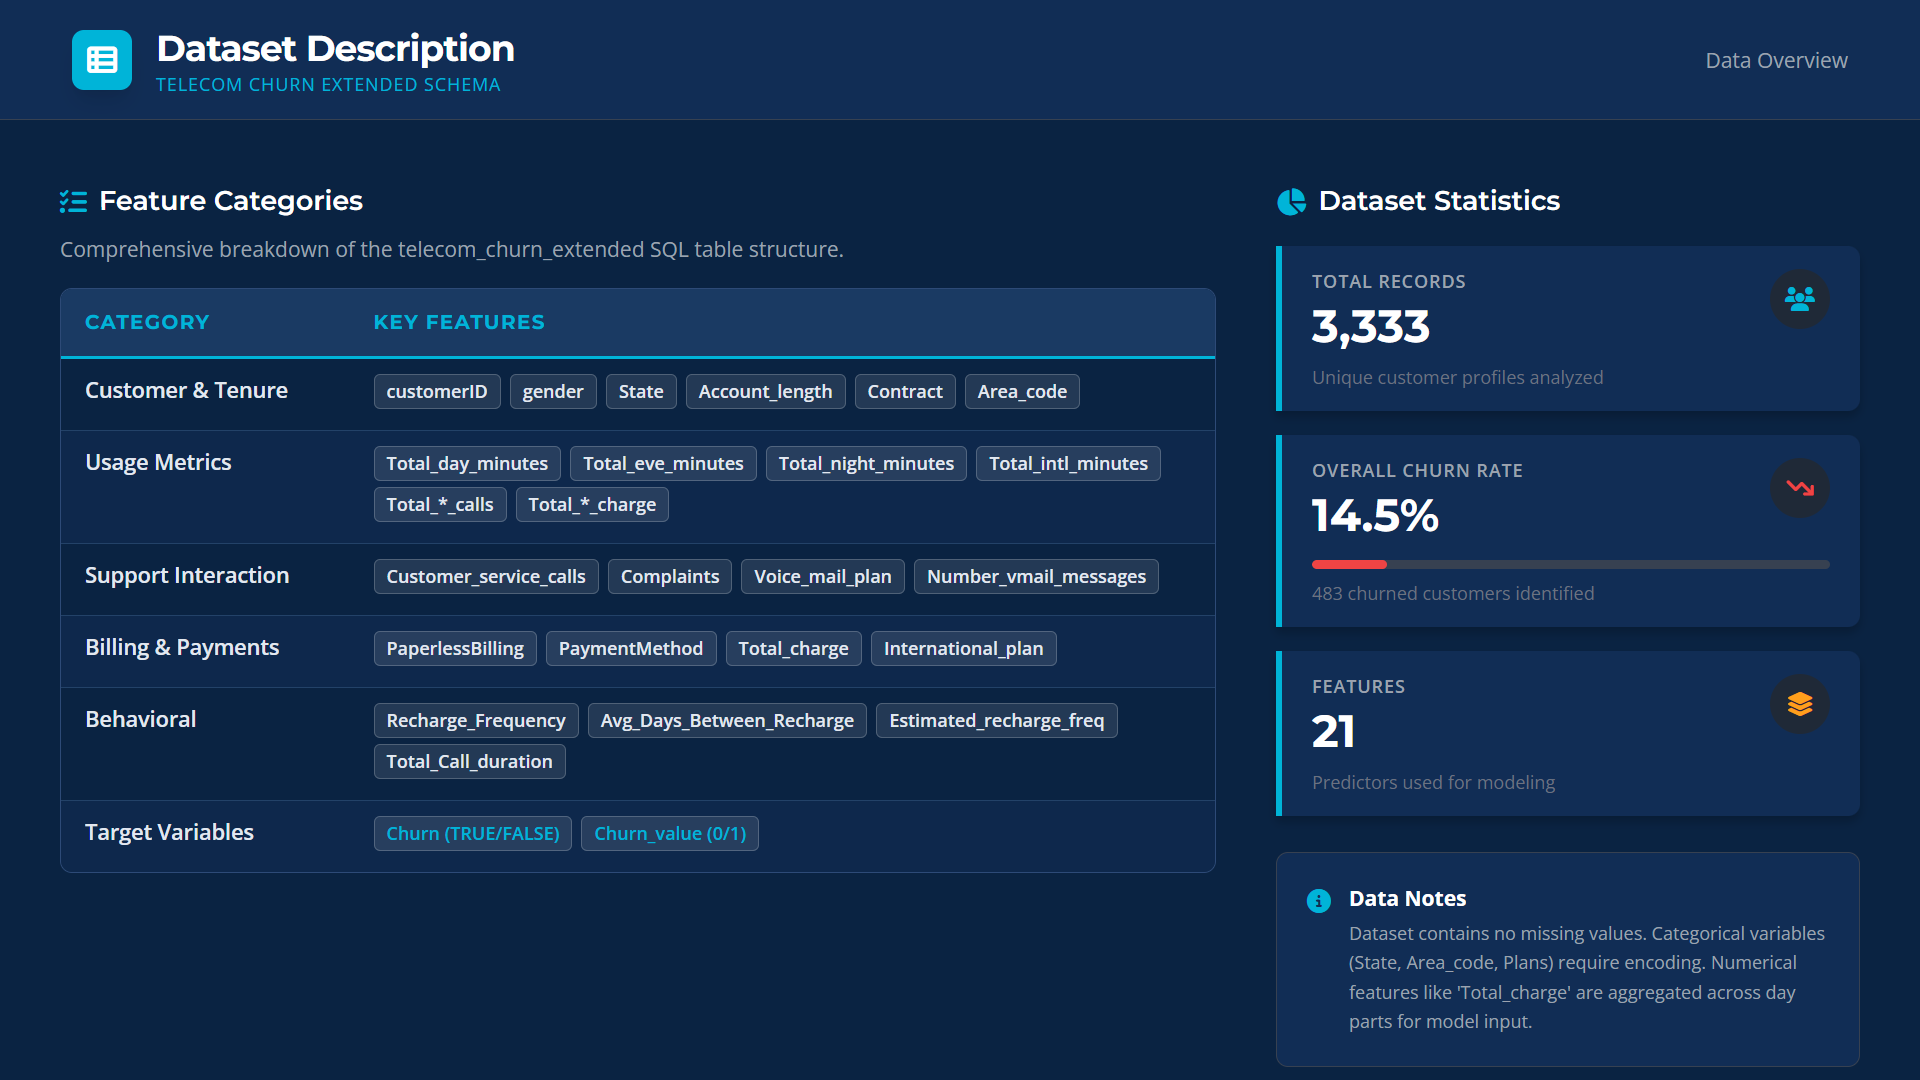 Dataset Description
TELECOM CHURN EXTENDED SCHEMA
Data Overview
Feature Categories
Comprehensive breakdown of the telecom_churn_extended SQL table structure.
CATEGORY KEY FEATURES
Customer & Tenure customerID gender State Account_length Contract Area_code
Usage Metrics Total_day_minutes Total_eve_minutes Total_night_minutes Total_intl_minutes
Total_*_calls Total_*_charge
Support Interaction Customer_service_calls Complaints Voice_mail_plan Number_vmail_messages
Billing & Payments PaperlessBilling PaymentMethod Total_charge International_plan
Behavioral Recharge_Frequency Avg_Days_Between_Recharge Estimated_recharge_freq
Total_Call_duration
Target Variables Churn (TRUE/FALSE) Churn_value (0/1)
Dataset Statistics
TOTAL RECORDS
3,333
Unique customer profiles analyzed
OVERALL CHURN RATE
14.5%
483 churned customers identified
FEATURES
21
Predictors used for modeling
Data Notes
Dataset contains no missing values. Categorical variables
(State, Area_code, Plans) require encoding. Numerical
features like 'Total_charge' are aggregated across day
parts for model input.